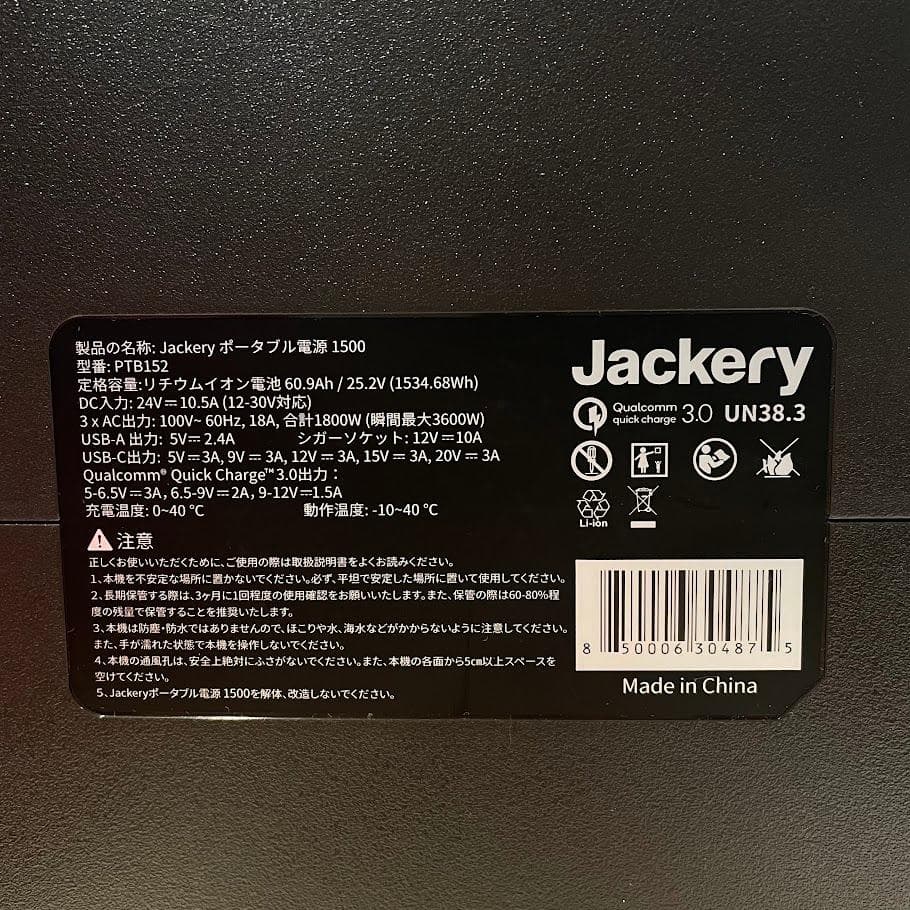 製品の名称: Jackery ポータブル電源 1500
型番: PTB152
定格容量:リチウムイオン電池 60.9Ah / 25.2V (1534.68Wh)
DC入力: 24V⎓10.5A (12-30V対応)
3 x AC出力: 100V~ 60Hz, 18A, 合計1800W (瞬間最大3600W)
USB-A 出力: 5V⎓2.4A シガーソケット: 12V⎓10A
USB-C出力: 5V⎓3A, 9V⎓3A, 12V⎓3A, 15V⎓3A, 20V⎓3A
Qualcomm® Quick Charge™ 3.0出力：
5-6.5V⎓3A, 6.5-9V⎓2A, 9-12V⎓1.5A
充電温度: 0~40 ℃ 動作温度: -10~40 ℃
注意
正しくお使いいただくために、ご使用の際は取扱説明書をよくお読みください。
1、本機を不安定な場所に置かないでください。必ず、平坦で安定した場所に置いて使用してください。
2、長期保管する際は、3ヶ月に1回程度の使用確認をお願いいたします。また、保管の際は60-80%程
度の残量で保管することを推奨いたします。
3、本機は防塵・防水ではありませんので、ほこりや水、海水などがかからないように注意してください。
また、手が濡れた状態で本機を操作しないでください。
4、本機の通風孔は、安全上絶対にふさがないでください。また、本機の各面から5cm以上スペースを
空けてください。
5、Jackeryポータブル電源 1500を解体、改造しないでください。
Jackery
Qualcomm
quick charge 3.0 UN38.3
Li-ion
8 50006 30487 5
Made in China